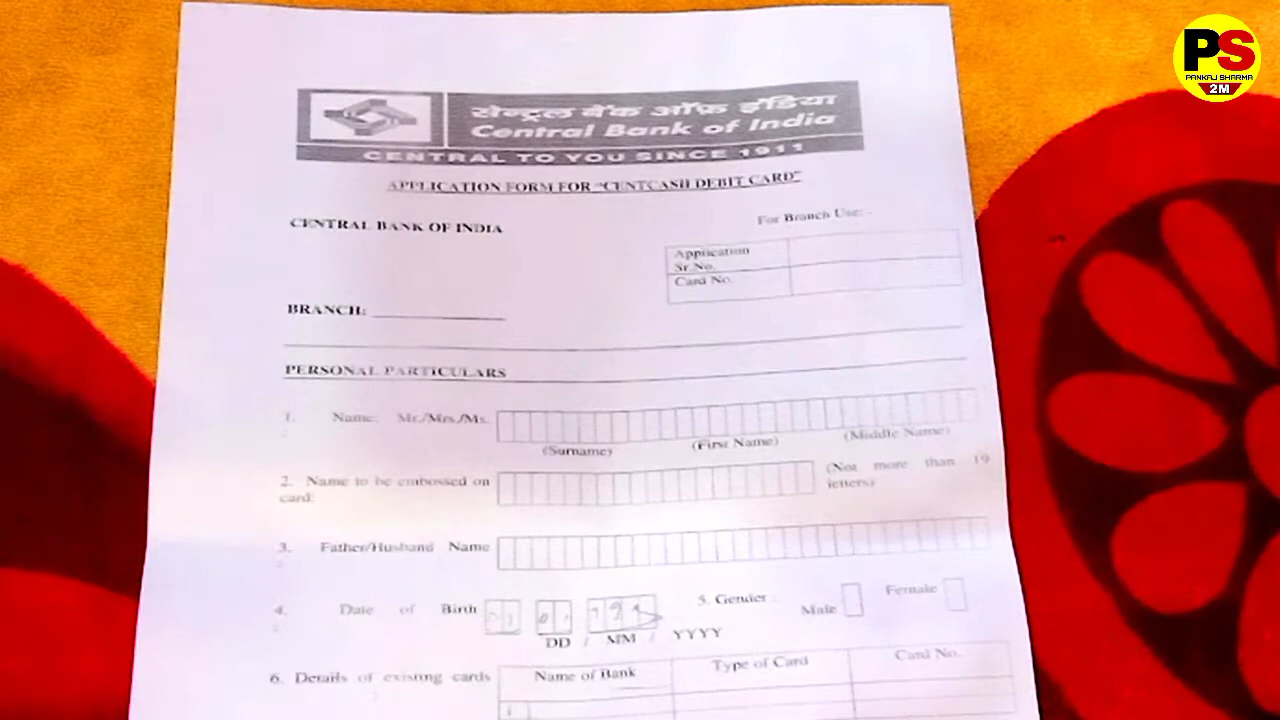 PS
PANKAJ SHARMA
2M
सेन्ट्रल बैंक ऑफ़ इंडिया
Central Bank of India
CENTRAL TO YOU SINCE 1911
APPLICATION FORM FOR "CENTCASH DEBIT CARD"
CENTRAL BANK OF INDIA
For Branch Use: -
Application Sr.No.
Card No.
BRANCH:
PERSONAL PARTICULARS
1. Name: Mr./Mrs./Ms.
(Surname) (First Name) (Middle Name)
2. Name to be embossed on card:
(Not more than 19 letters)
3. Father/Husband Name
4. Date of Birth
DD / MM / YYYY
5. Gender Male Female
6. Details of existing cards
Name of Bank Type of Card Card No.